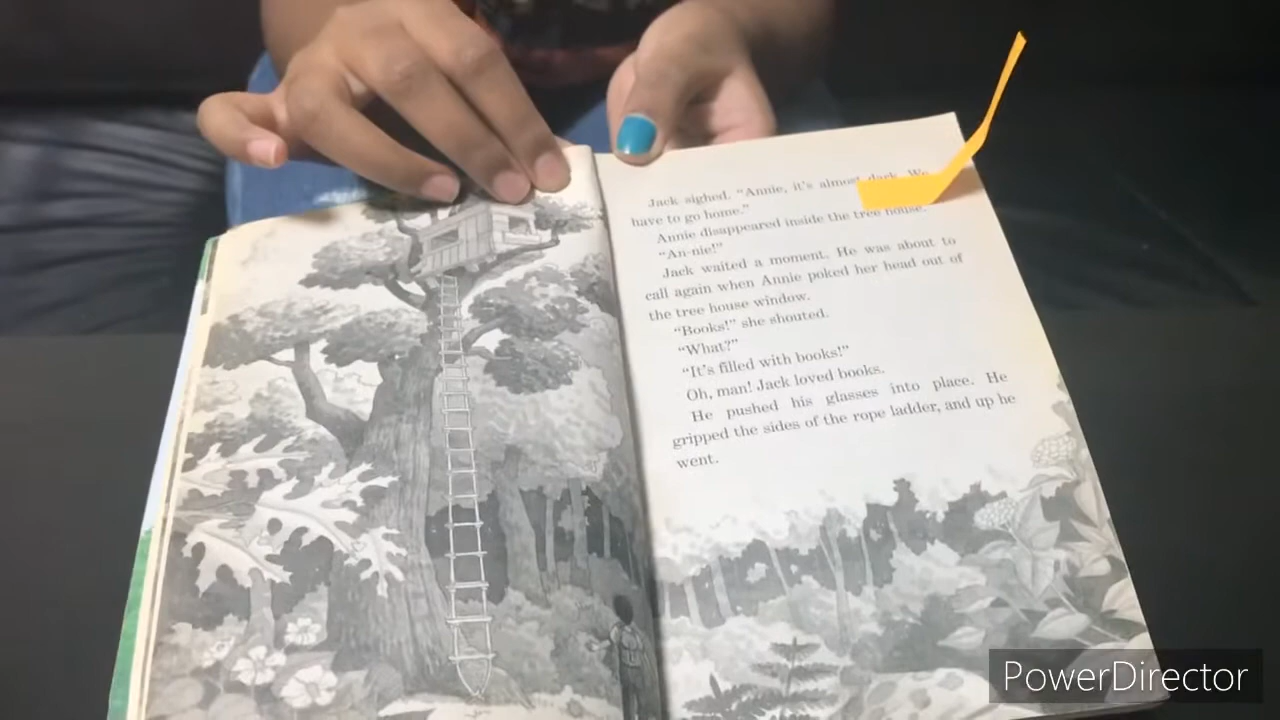 Jack sighed. "Annie, it's almost dark. We
have to go home."
Annie disappeared inside the tree house.
"An-nie!"
Jack waited a moment. He was about to
call again when Annie poked her head out of
the tree house window.
"Books!" she shouted.
"What?"
"It's filled with books!"
Oh, man! Jack loved books.
He pushed his glasses into place. He
gripped the sides of the rope ladder, and up he
went.
PowerDirector